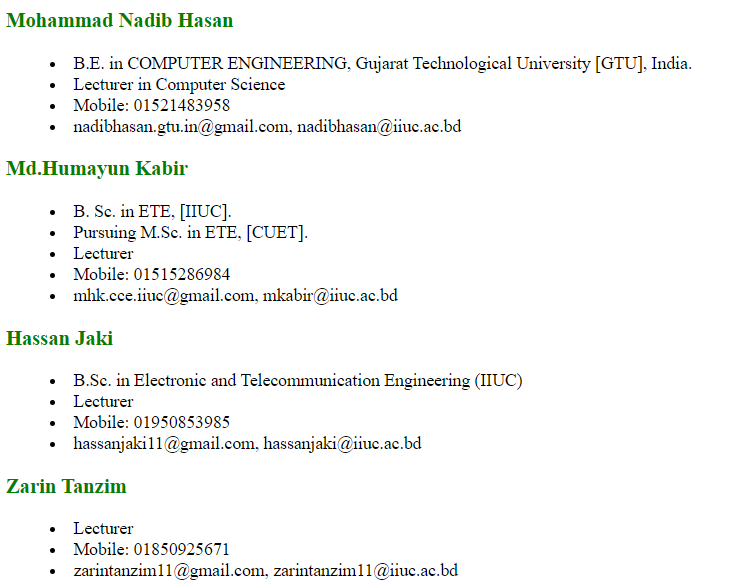 Mohammad Nadib Hasan
B.E. in COMPUTER ENGINEERING, Gujarat Technological University [GTU], India.
Lecturer in Computer Science
Mobile: 01521483958
nadibhasan.gtu.in@gmail.com, nadibhasan@iiuc.ac.bd
Md.Humayun Kabir
B. Sc. in ETE, [IIUC].
Pursuing M.Sc. in ETE, [CUET].
Lecturer
Mobile: 01515286984
mhk.cce.iiuc@gmail.com, mkabir@iiuc.ac.bd
Hassan Jaki
B.Sc. in Electronic and Telecommunication Engineering (IIUC)
Lecturer
Mobile: 01950853985
hassanjaki11@gmail.com, hassanjaki@iiuc.ac.bd
Zarin Tanzim
Lecturer
Mobile: 01850925671
zarintanzim11@gmail.com, zarintanzim11@iiuc.ac.bd